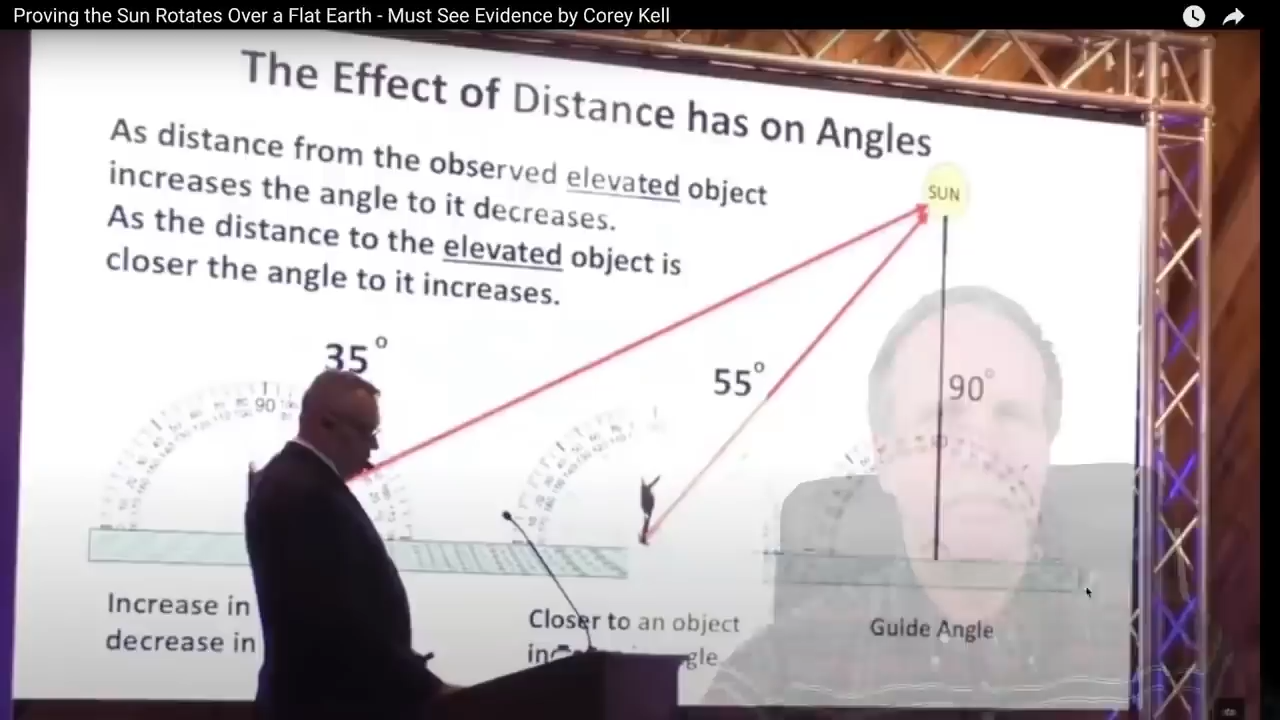 Proving the Sun Rotates Over a Flat Earth - Must See Evidence by Corey Kell
The Effect of Distance has on Angles
As distance from the observed elevated object
increases the angle to it decreases.
As the distance to the elevated object is
closer the angle to it increases.
SUN
35°
55°
90°
90
Increase in
decrease in
Closer to an object
Guide Angle